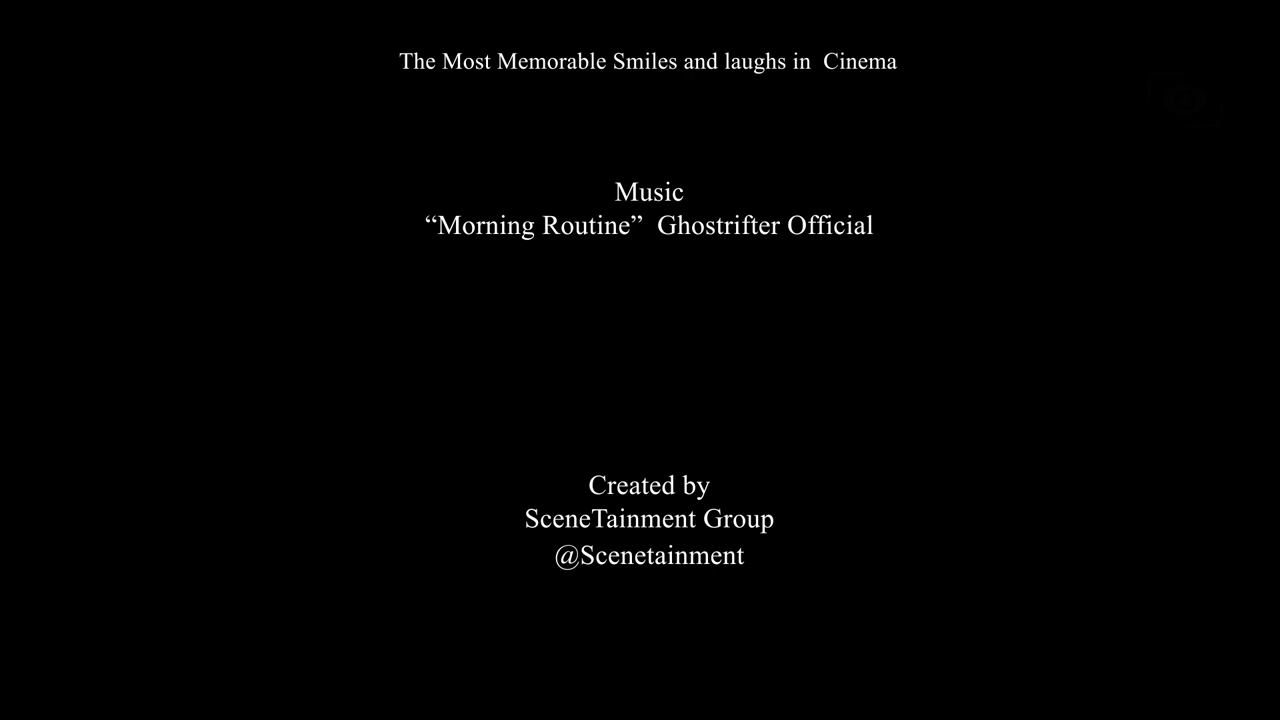 The Most Memorable Smiles and laughs in  Cinema
Music
“Morning Routine”  Ghostrifter Official
Created by
SceneTainment Group
@Scenetainment